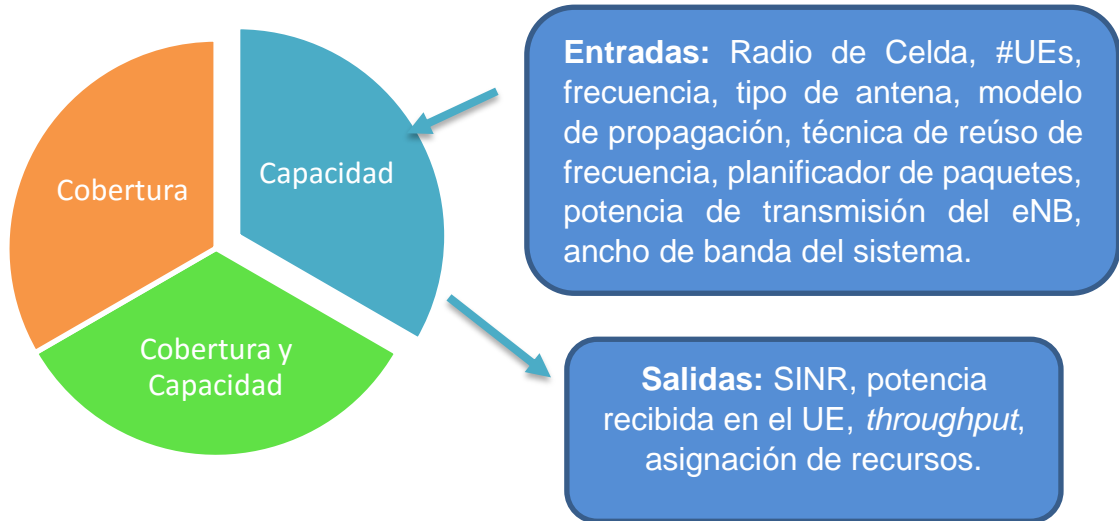 Cobertura
Capacidad
Cobertura y
Capacidad
Entradas: Radio de Celda, #UEs,
frecuencia, tipo de antena, modelo
de propagación, técnica de reúso de
frecuencia, planificador de paquetes,
potencia de transmisión del eNB,
ancho de banda del sistema.
Salidas: SINR, potencia
recibida en el UE, throughput,
asignación de recursos.